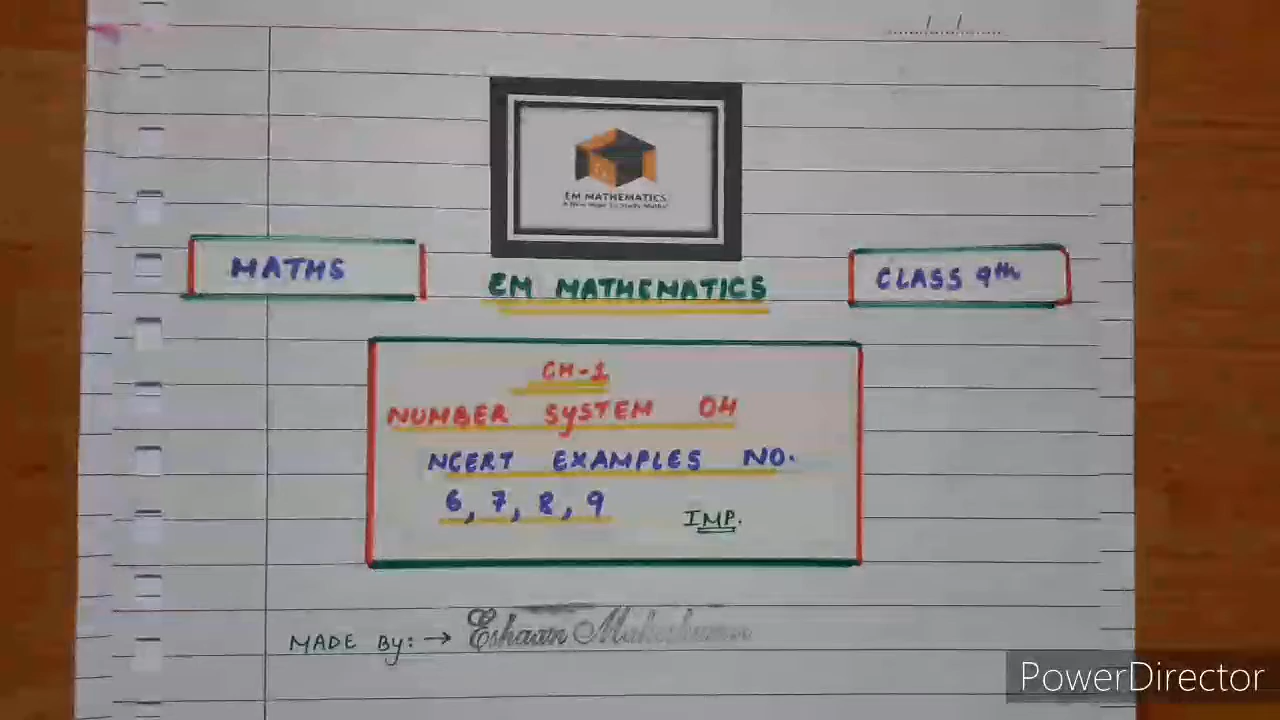 EM MATHEMATICS
MATHS
EM MATHEMATICS
CLASS 9th
CH-1
NUMBER SYSTEM 04
NCERT EXAMPLES NO.
6, 7, 8, 9
IMP.
MADE BY: → Eshaan
PowerDirector